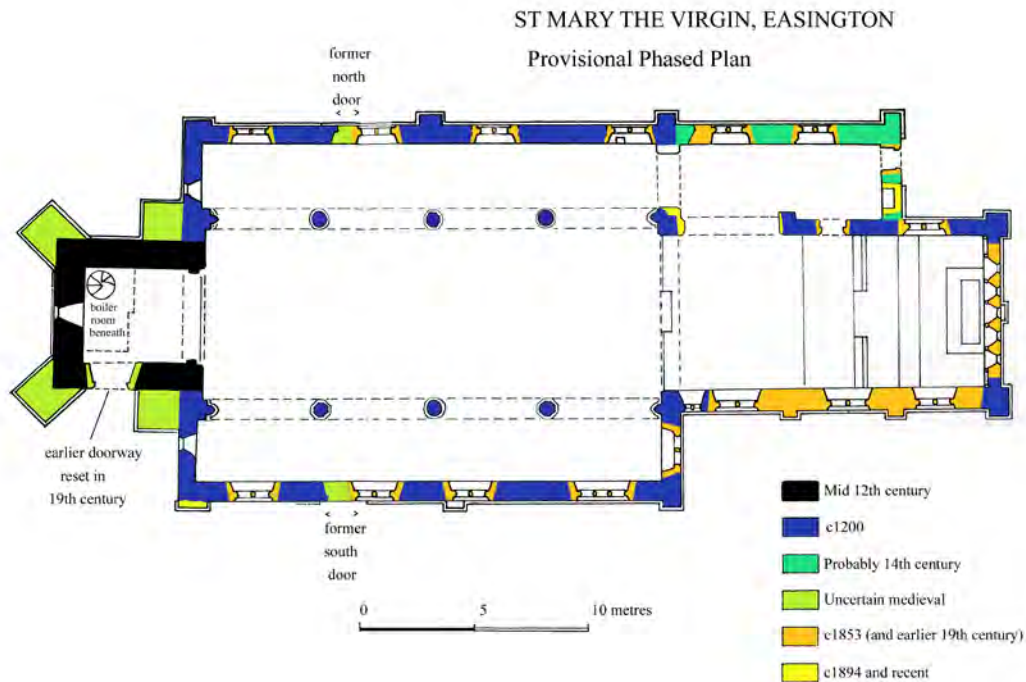 ST MARY THE VIRGIN, EASINGTON
Provisional Phased Plan
former
north
door
boiler
room
beneath
earlier doorway
reset in
19th century
former
south
door
0 5 10 metres
Mid 12th century
c1200
Probably 14th century
Uncertain medieval
c1853 (and earlier 19th century)
c1894 and recent